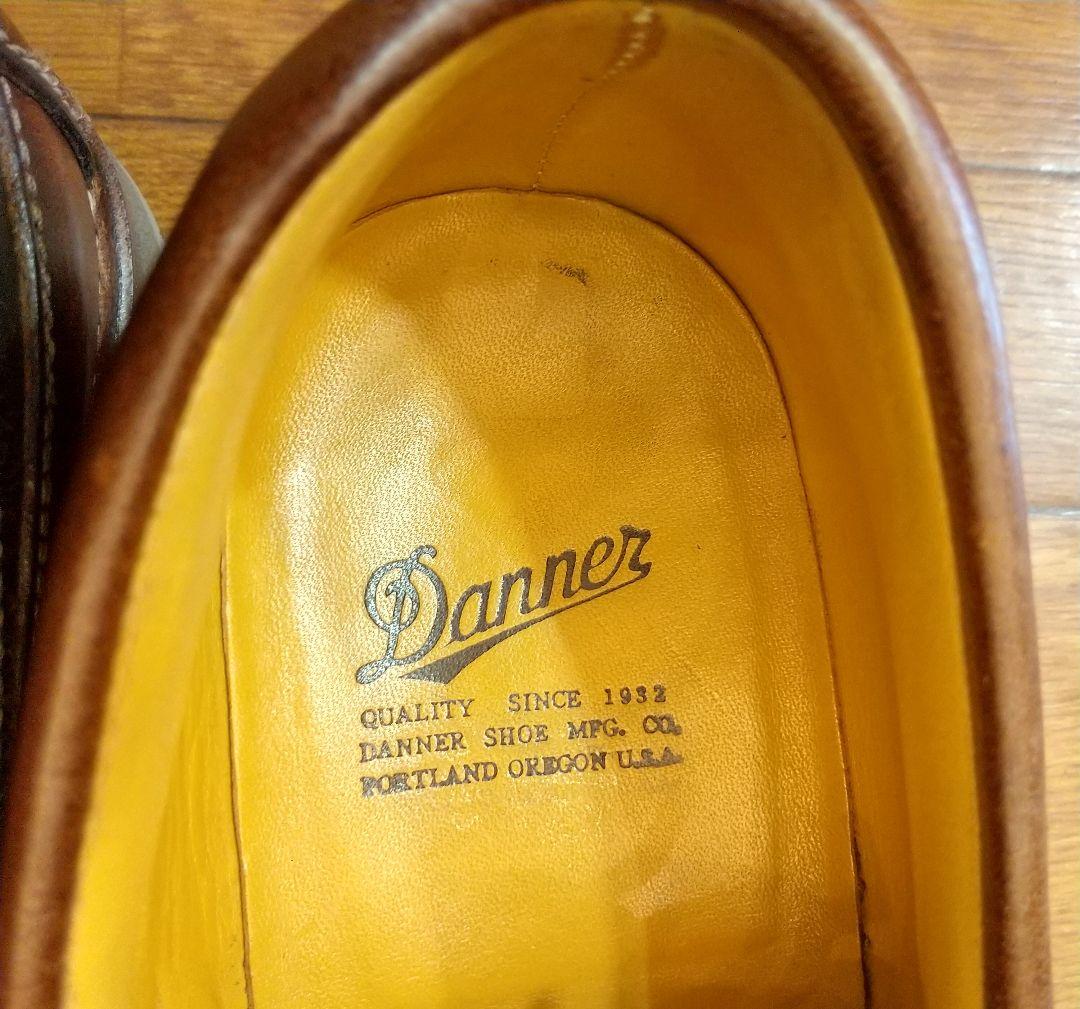 Danner
QUALITY SINCE 1932
DANNER SHOE MFG. CO.
PORTLAND OREGON U.S.A.